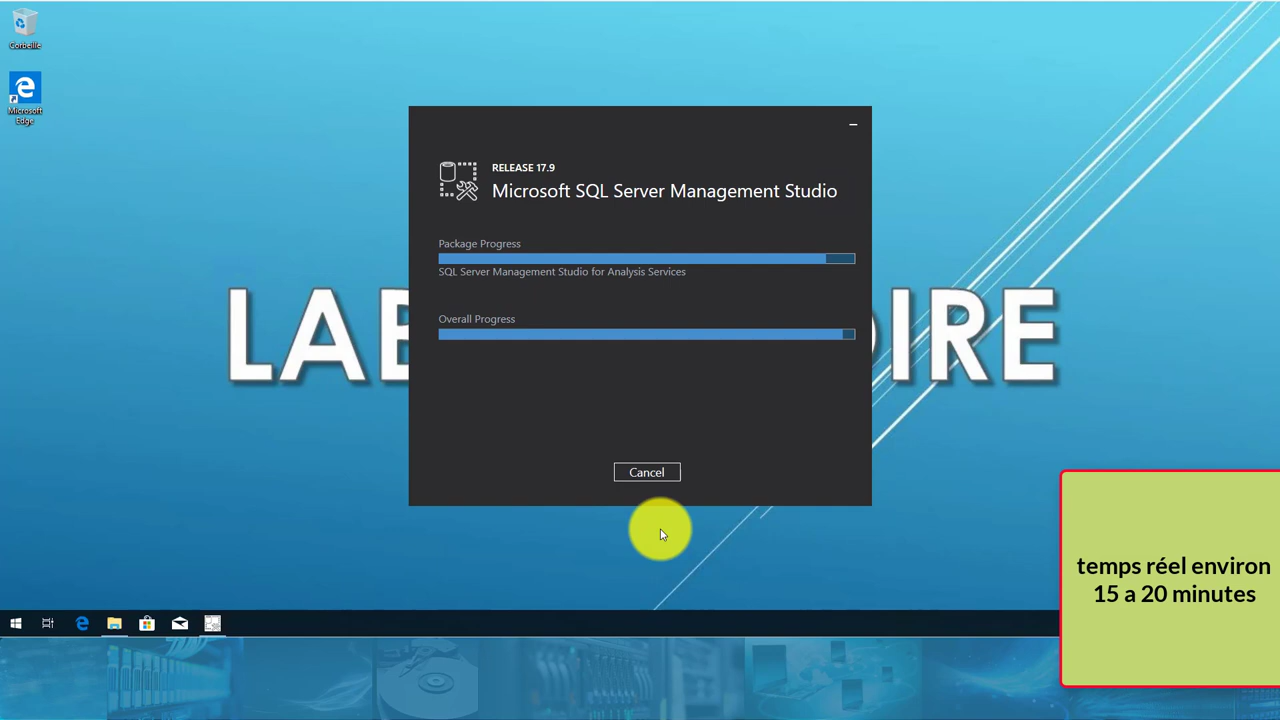 Corbeille
Microsoft
Edge
RELEASE 17.9
Microsoft SQL Server Management Studio
Package Progress
SQL Server Management Studio for Analysis Services
Overall Progress
LAB
OIRE
Cancel
temps réel environ
15 a 20 minutes